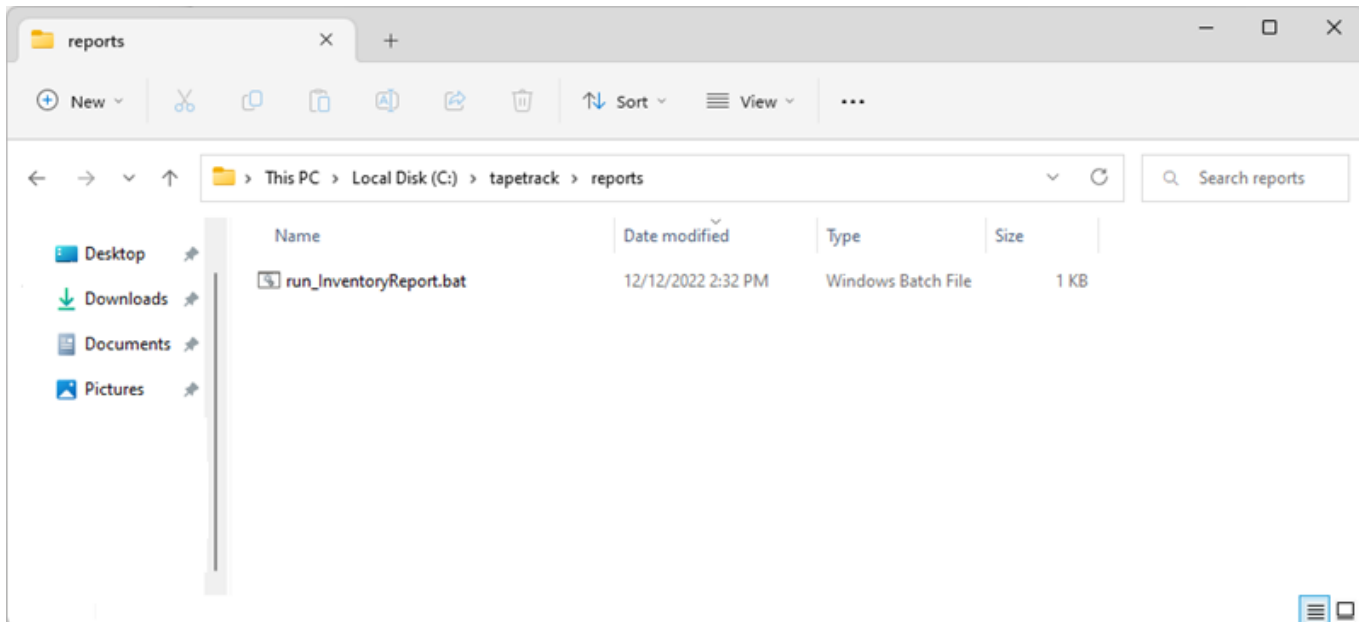 reports
New
Sort
View
This PC > Local Disk (C:) > tapetrack > reports
Search reports
Name Date modified Type Size
run_InventoryReport.bat 12/12/2022 2:32 PM Windows Batch File 1 KB
Desktop
Downloads
Documents
Pictures